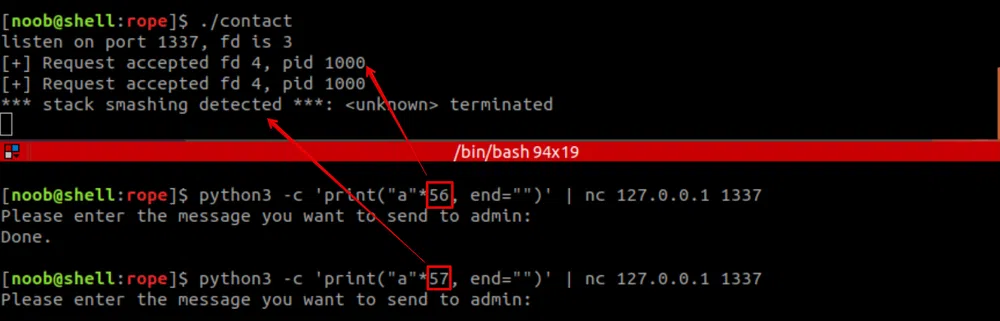 [noob@shell:rope]$ ./contact
listen on port 1337, fd is 3
[+] Request accepted fd 4, pid 1000
[+] Request accepted fd 4, pid 1000
*** stack smashing detected ***: <unknown> terminated
/bin/bash 94x19
[noob@shell:rope]$ python3 -c 'print("a"*56, end="")' | nc 127.0.0.1 1337
Please enter the message you want to send to admin:
Done.
[noob@shell:rope]$ python3 -c 'print("a"*57, end="")' | nc 127.0.0.1 1337
Please enter the message you want to send to admin: